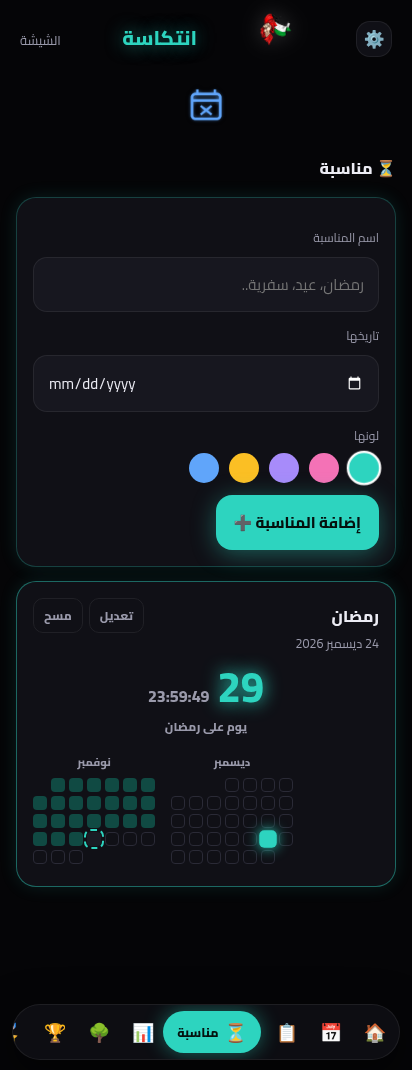 انتكاسة
الشيشة
⏳ مناسبة
اسم المناسبة
رمضان، عيد، سفرية..
تاريخها
mm/dd/yyyy
لونها
إضافة المناسبة ➕
رمضان
تعديل
مسح
24 ديسمبر 2026
29 23:59:49
يوم على رمضان
ديسمبر
نوفمبر
مناسبة